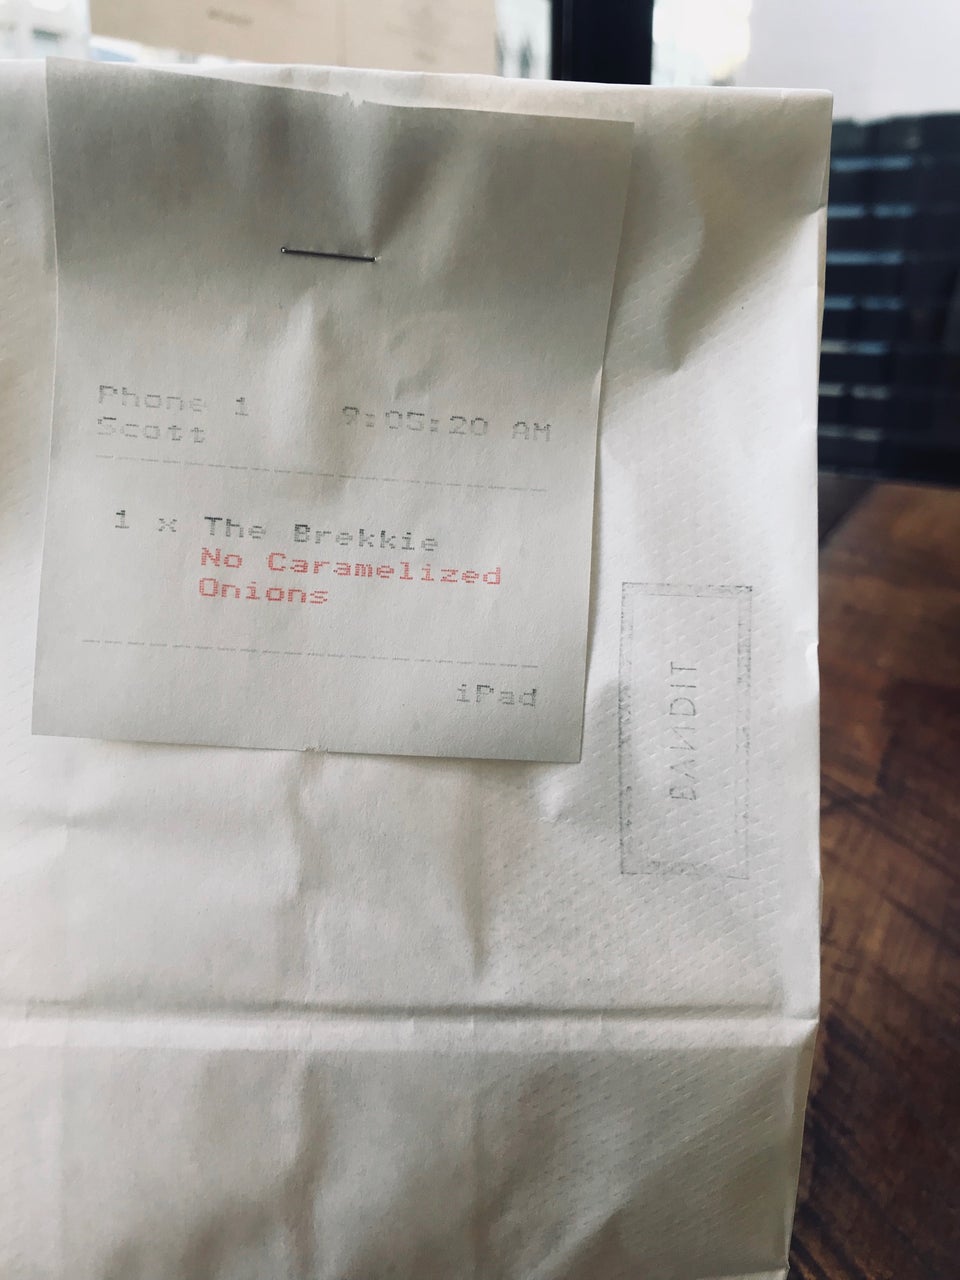 Phone 1 9:05:20 AM
Scott
1 x The Brekkie
No Caramelized
Onions
iPad
BANDIT